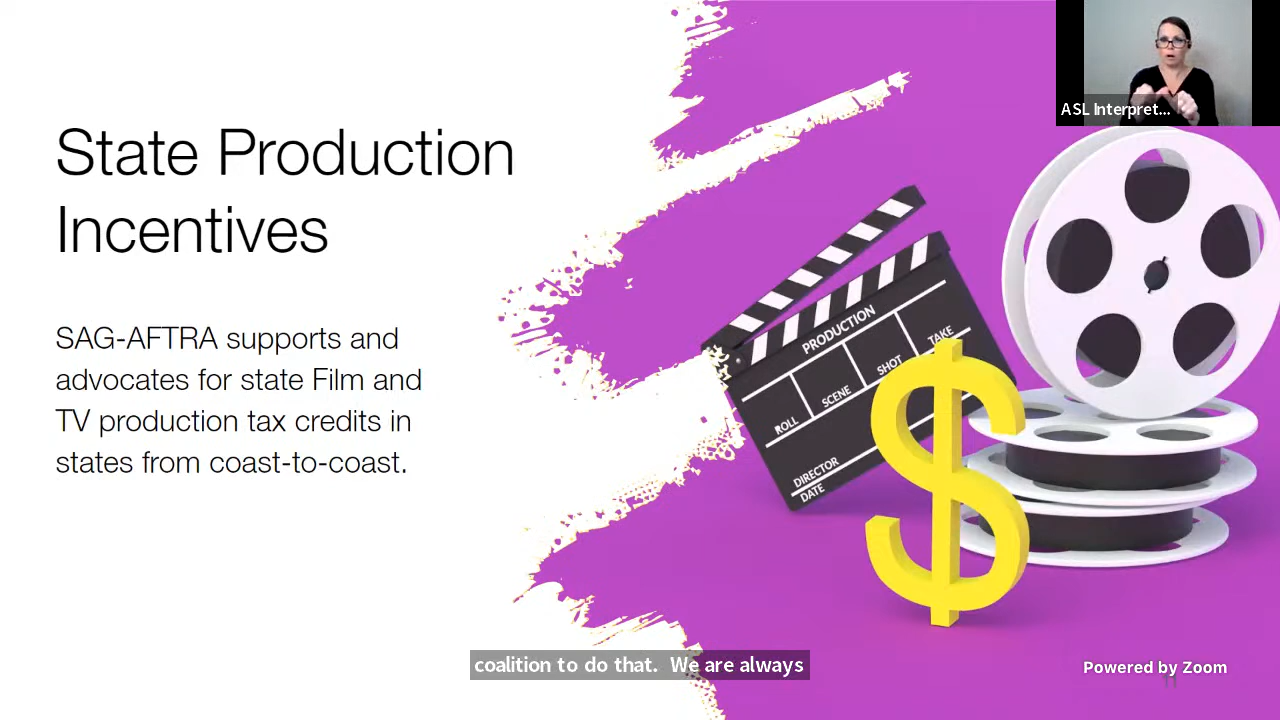 ASL Interpret...
State Production
Incentives
SAG-AFTRA supports and
advocates for state Film and
TV production tax credits in
states from coast-to-coast.
PRODUCTION
ROLL
SCENE
SHOT
TAKE
DIRECTOR
DATE
$
coalition to do that. We are always
Powered by Zoom